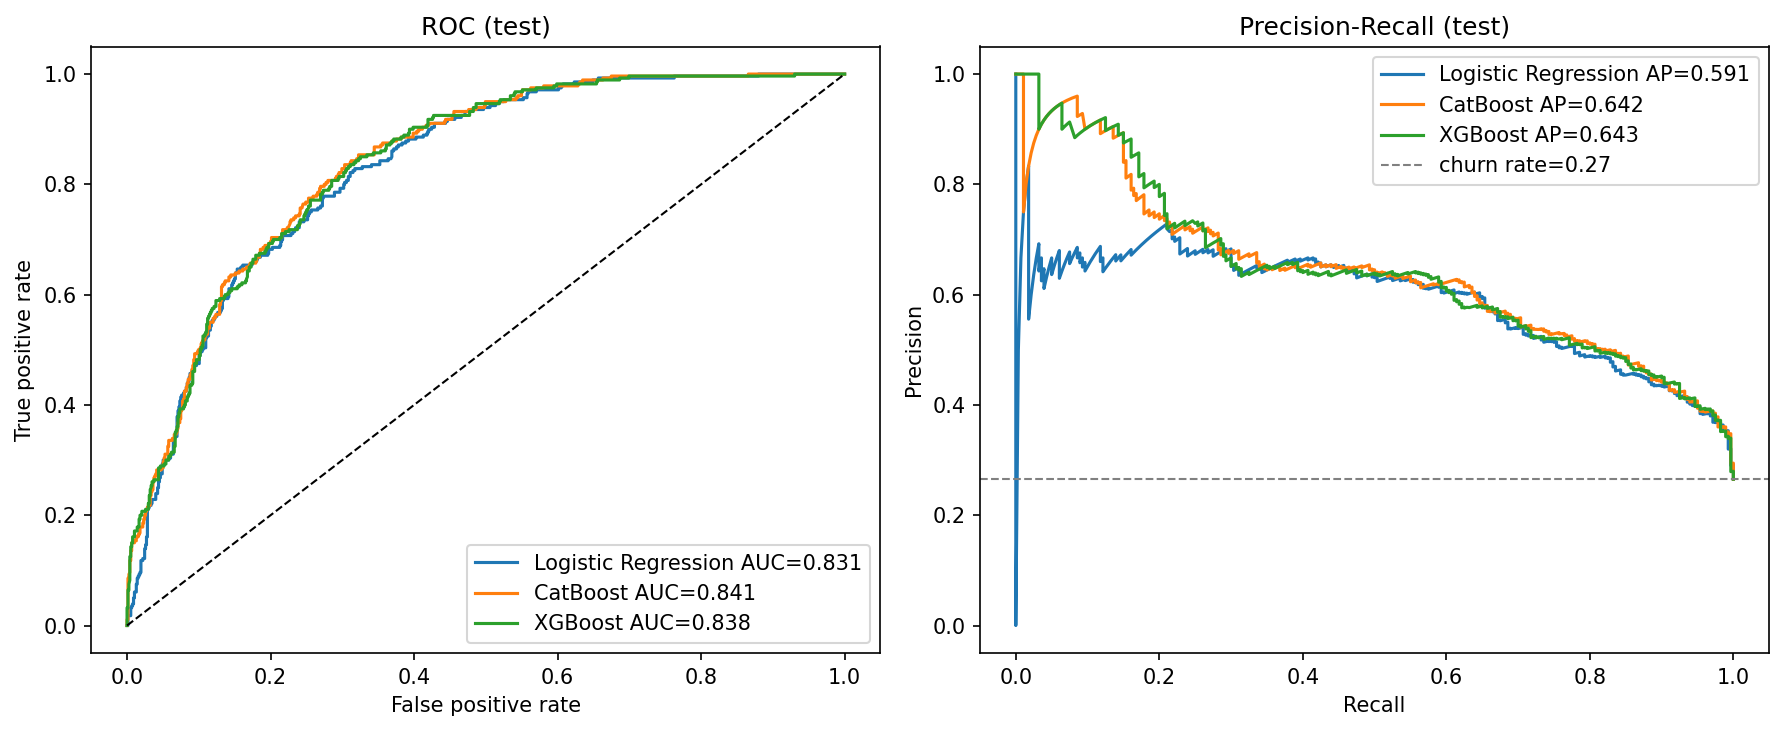 ROC (test)
1.0
0.8
0.6
0.4
0.2
0.0
True positive rate
Logistic Regression AUC=0.831
CatBoost AUC=0.841
XGBoost AUC=0.838
0.0 0.2 0.4 0.6 0.8 1.0
False positive rate
Precision-Recall (test)
1.0
0.8
0.6
0.4
0.2
0.0
Precision
Logistic Regression AP=0.591
CatBoost AP=0.642
XGBoost AP=0.643
churn rate=0.27
0.0 0.2 0.4 0.6 0.8 1.0
Recall